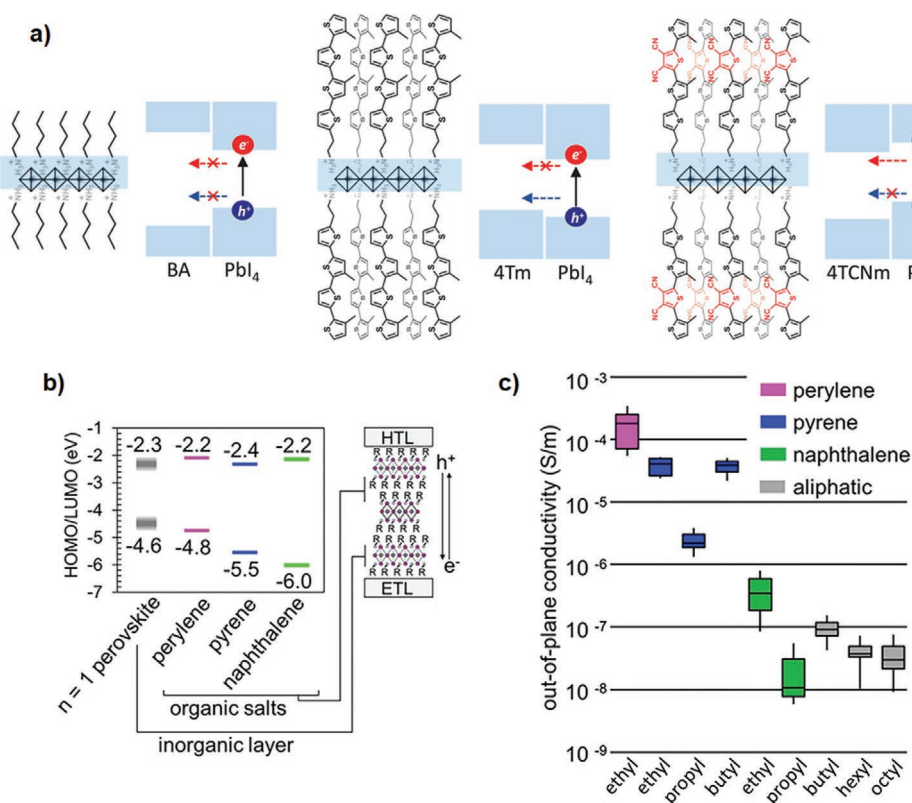 a)
BA
PbI₄
e⁻
h⁺
4Tm
PbI₄
e⁻
h⁺
4TCNm
b)
HOMO/LUMO (eV)
-1
-2
-3
-4
-5
-6
-7
-2.3
-2.2
-2.4
-2.2
-4.6
-4.8
-5.5
-6.0
n = 1 perovskite
perylene
pyrene
naphthalene
organic salts
inorganic layer
HTL
R R R R R
h⁺
e⁻
ETL
c)
out-of-plane conductivity (S/m)
10⁻³
10⁻⁴
10⁻⁵
10⁻⁶
10⁻⁷
10⁻⁸
10⁻⁹
perylene
pyrene
naphthalene
aliphatic
ethyl
ethyl
propyl
butyl
ethyl
propyl
butyl
hexyl
octyl